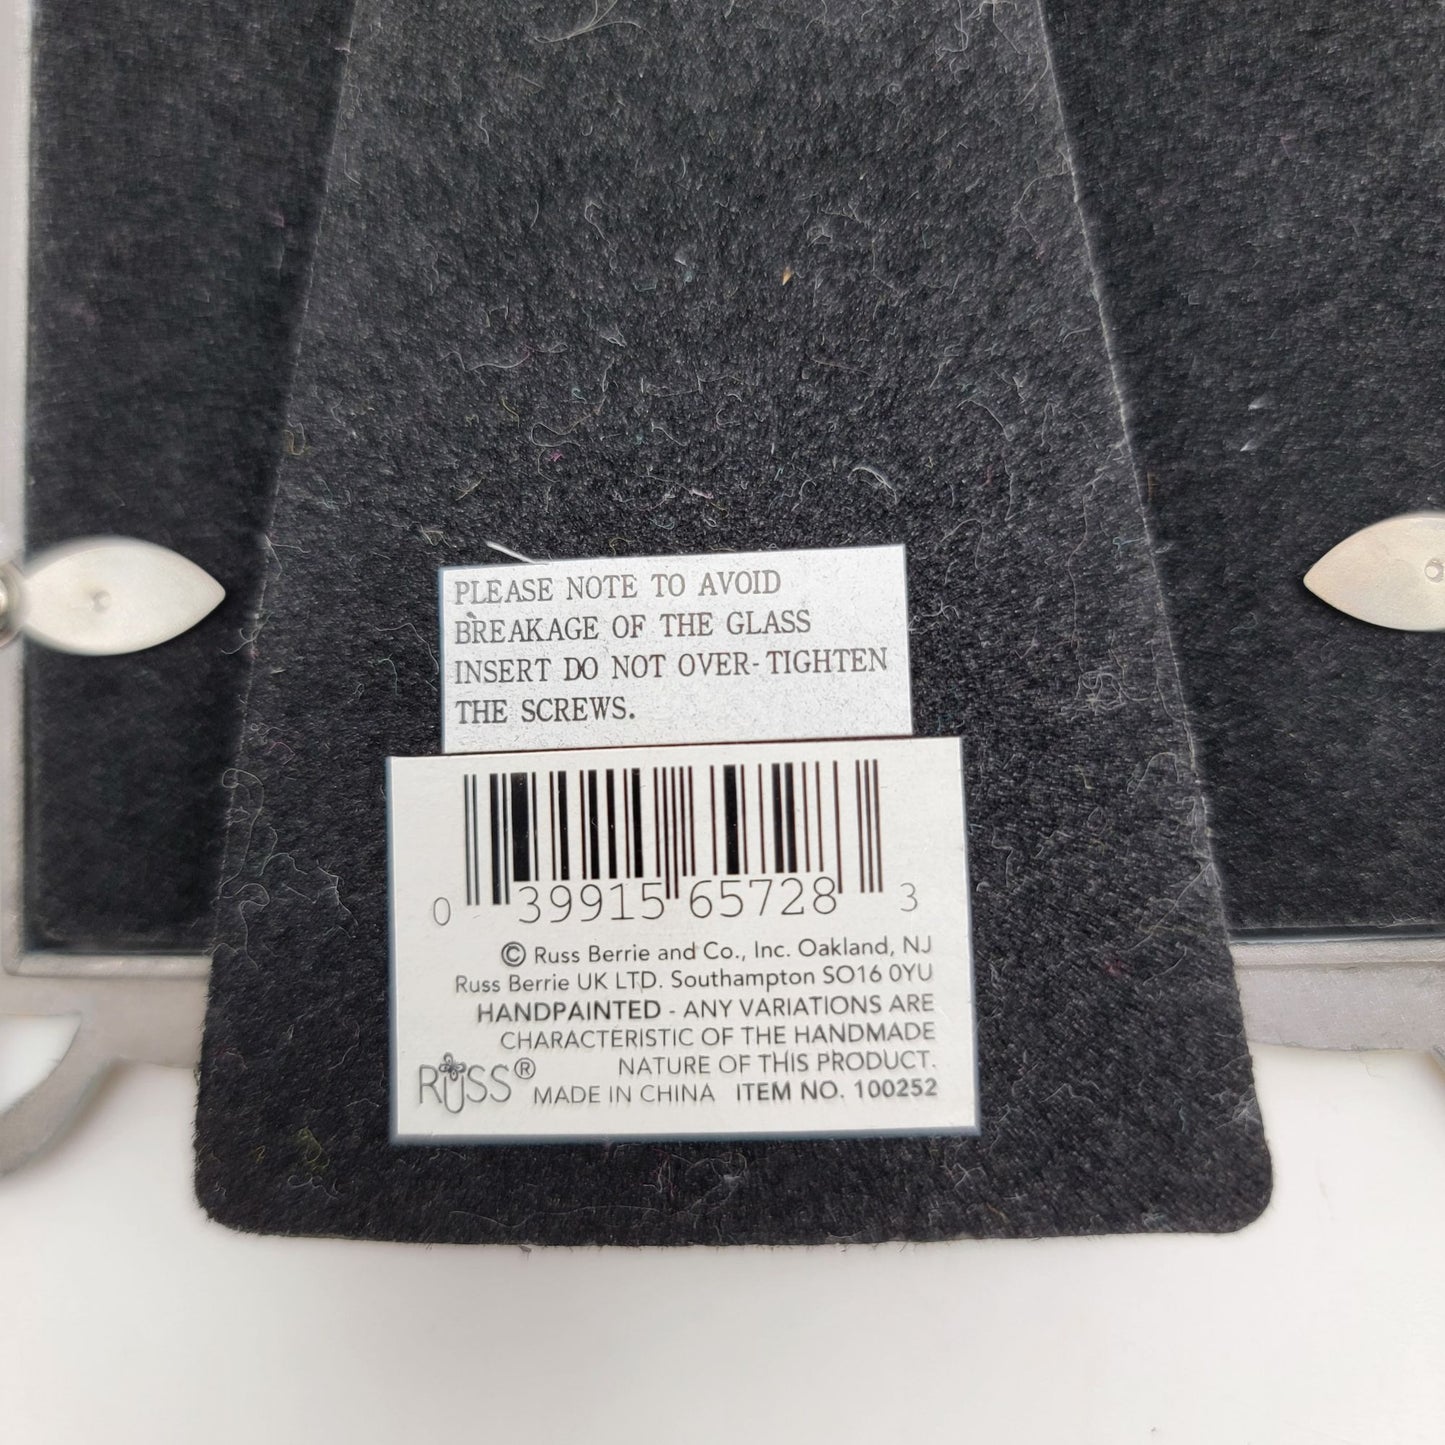 PLEASE NOTE TO AVOID
BREAKAGE OF THE GLASS
INSERT DO NOT OVER-TIGHTEN
THE SCREWS.
0 39915 65728 3
© Russ Berrie and Co., Inc. Oakland, NJ
Russ Berrie UK LTD. Southampton SO16 0YU
HANDPAINTED - ANY VARIATIONS ARE
CHARACTERISTIC OF THE HANDMADE
NATURE OF THIS PRODUCT.
RUSS® MADE IN CHINA ITEM NO. 100252